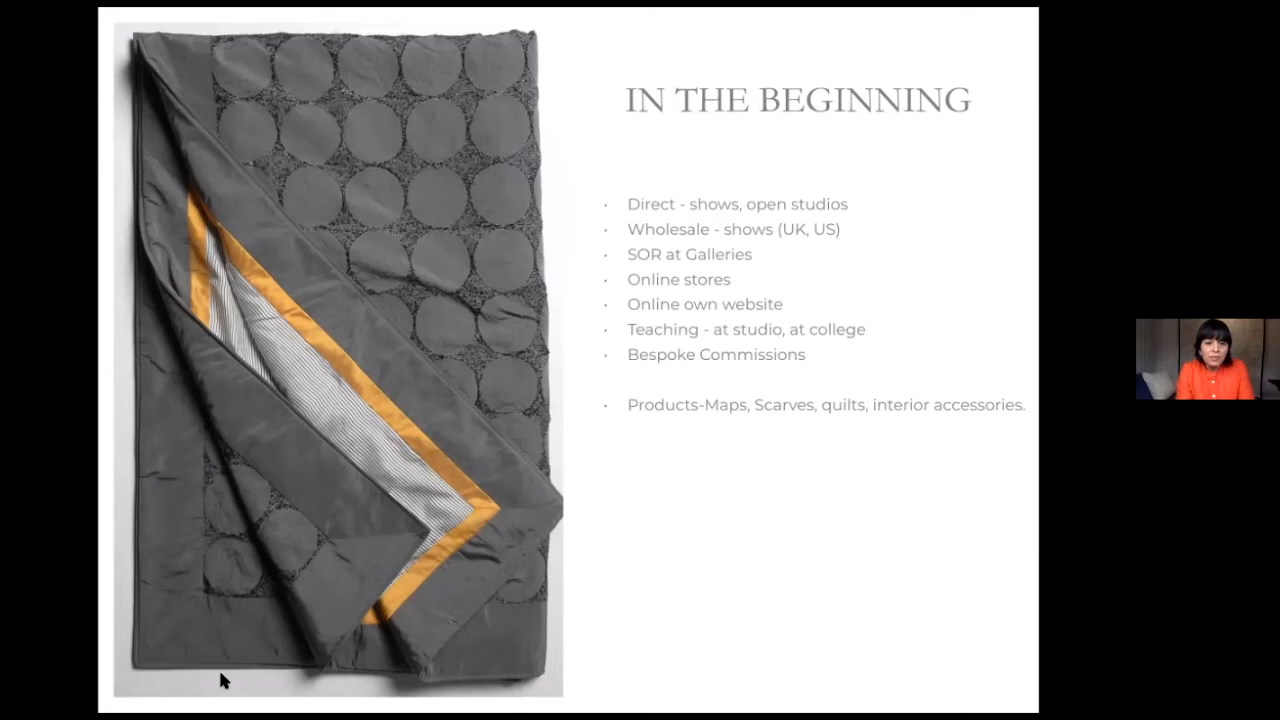 IN THE BEGINNING
• Direct - shows, open studios
• Wholesale - shows (UK, US)
• SOR at Galleries
• Online stores
• Online own website
• Teaching - at studio, at college
• Bespoke Commissions
• Products-Maps, Scarves, quilts, interior accessories.